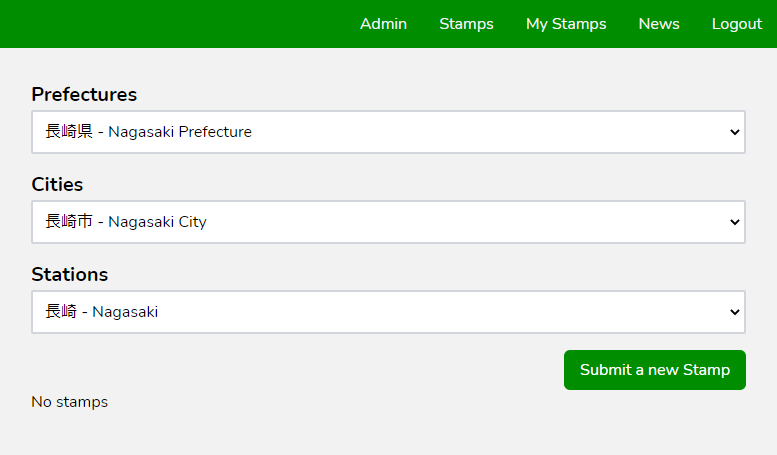 Admin Stamps My Stamps News Logout
Prefectures
長崎県 - Nagasaki Prefecture
Cities
長崎市 - Nagasaki City
Stations
長崎 - Nagasaki
Submit a new Stamp
No stamps